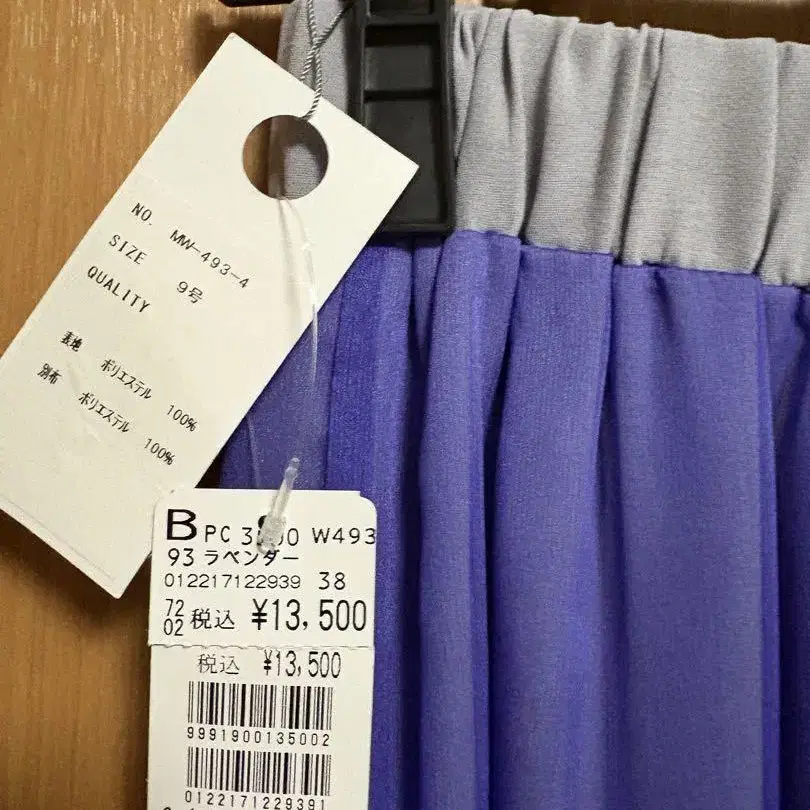 NO. MW-493-4
SIZE 9号
QUALITY
表地 ポリエステル 100%
別布 ポリエステル 100%
B PC W493
93 ラベンダー
012217122939 38
72
02 税込 ¥13,500
税込 ¥13,500
9991900135002
0122171229391